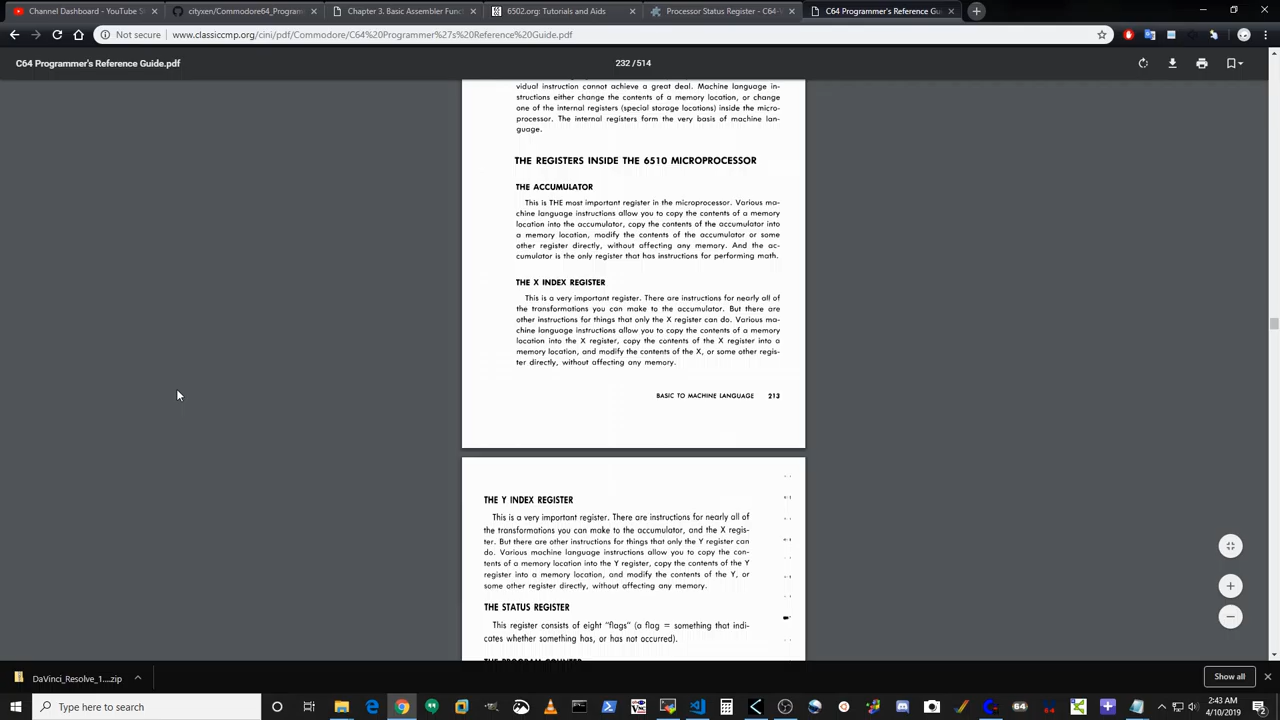 Channel Dashboard - YouTube S
cityxen/Commodore64_Program
Chapter 3. Basic Assembler Func
6502.org: Tutorials and Aids
Processor Status Register - C64-
C64 Programmer's Reference Gu
Not secure
www.classiccmp.org/cini/pdf/Commodore/C64%20Programmer%27s%20Reference%20Guide.pdf
C64 Programmer's Reference Guide.pdf
232 / 514
vidual instruction cannot achieve a great deal. Machine language in-
structions either change the contents of a memory location, or change
one of the internal registers (special storage locations) inside the micro-
processor. The internal registers form the very basis of machine lan-
guage.
THE REGISTERS INSIDE THE 6510 MICROPROCESSOR
THE ACCUMULATOR
This is THE most important register in the microprocessor. Various ma-
chine language instructions allow you to copy the contents of a memory
location into the accumulator, copy the contents of the accumulator into
a memory location, modify the contents of the accumulator or some
other register directly, without affecting any memory. And the ac-
cumulator is the only register that has instructions for performing math.
THE X INDEX REGISTER
This is a very important register. There are instructions for nearly all of
the transformations you can make to the accumulator. But there are
other instructions for things that only the X register can do. Various ma-
chine language instructions allow you to copy the contents of a memory
location into the X register, copy the contents of the X register into a
memory location, and modify the contents of the X, or some other regis-
ter directly, without affecting any memory.
BASIC TO MACHINE LANGUAGE 213
THE Y INDEX REGISTER
This is a very important register. There are instructions for nearly all of
the transformations you can make to the accumulator, and the X regis-
ter. But there are other instructions for things that only the Y register can
do. Various machine language instructions allow you to copy the con-
tents of a memory location into the Y register, copy the contents of the Y
register into a memory location, and modify the contents of the Y, or
some other register directly, without affecting any memory.
THE STATUS REGISTER
This register consists of eight "flags" (a flag = something that indi-
cates whether something has, or has not occurred).
THE PROGRAM COUNTER
DaVinci_Resolve_1....zip
Show all
Type here to search
64
2:43 AM
4/10/2019